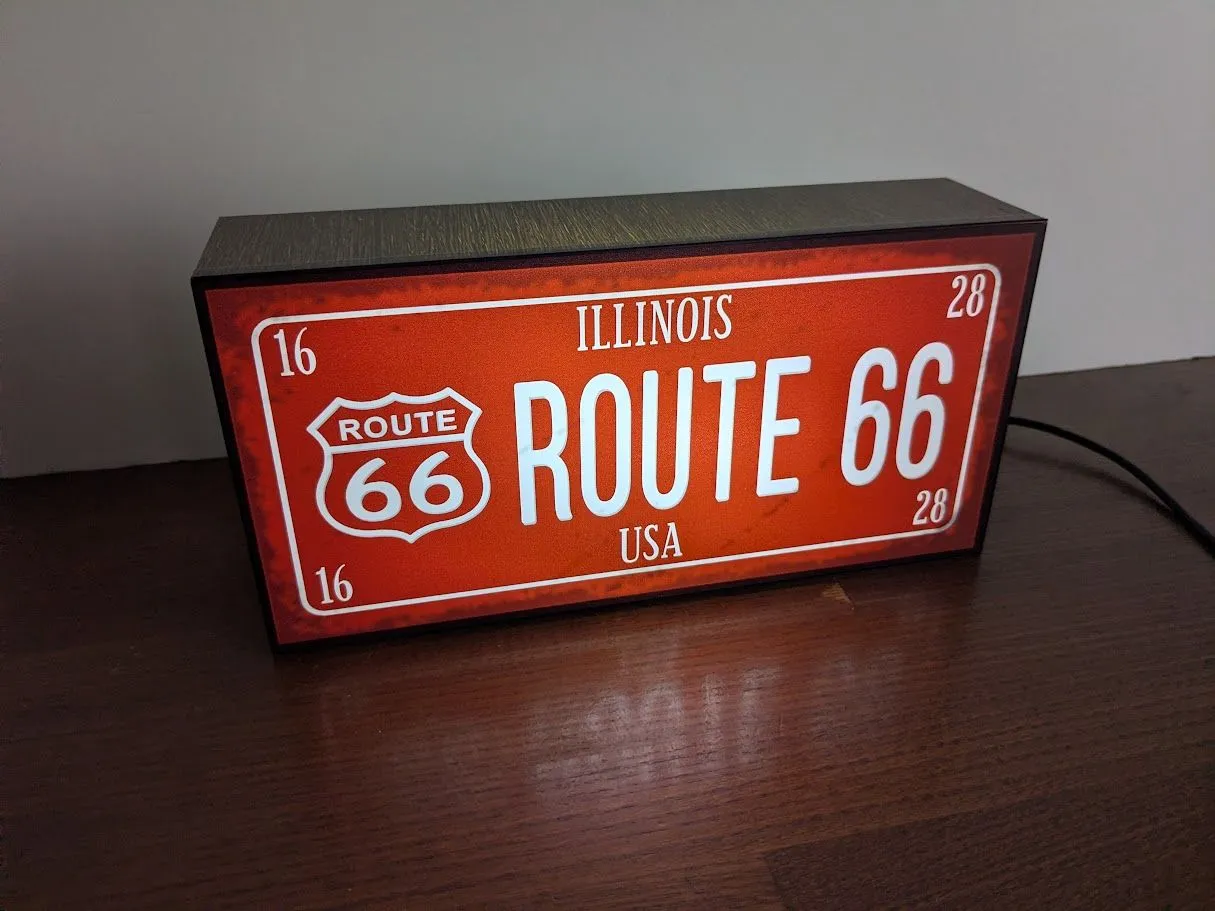 ILLINOIS
16 28
ROUTE
66
ROUTE 66
USA
16 28